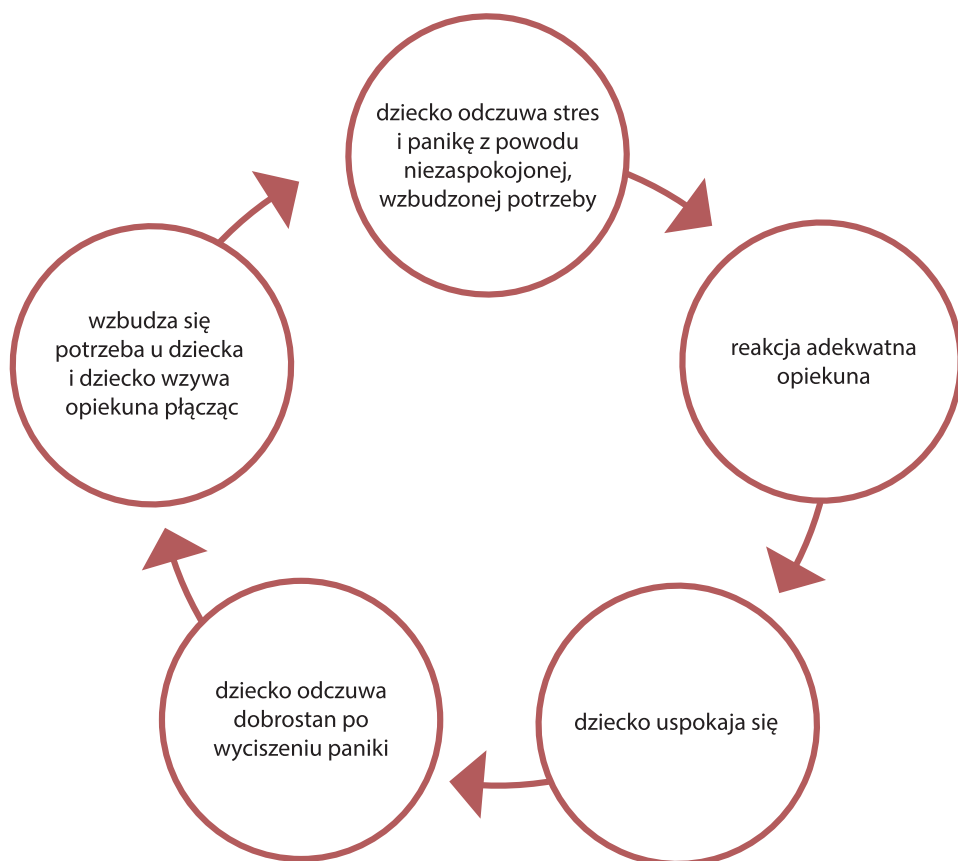 dziecko odczuwa stres
i panikę z powodu
niezaspokojonej,
wzbudzonej potrzeby
reakcja adekwatna
opiekuna
dziecko uspokaja się
dziecko odczuwa
dobrostan po
wyciszeniu paniki
wzbudza się
potrzeba u dziecka
i dziecko wzywa
opiekuna płącząc